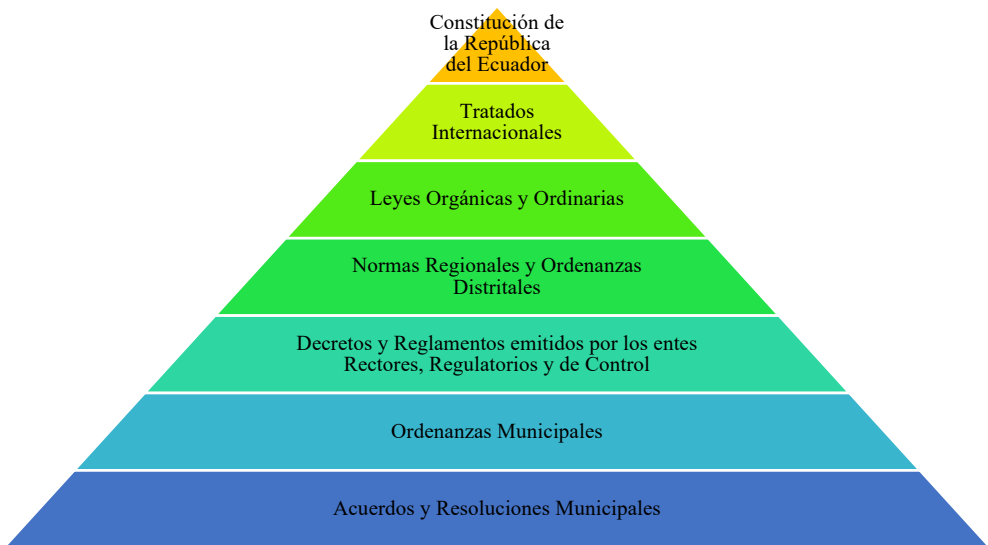 Constitución de
la República
del Ecuador
Tratados
Internacionales
Leyes Orgánicas y Ordinarias
Normas Regionales y Ordenanzas
Distritales
Decretos y Reglamentos emitidos por los entes
Rectores, Regulatorios y de Control
Ordenanzas Municipales
Acuerdos y Resoluciones Municipales